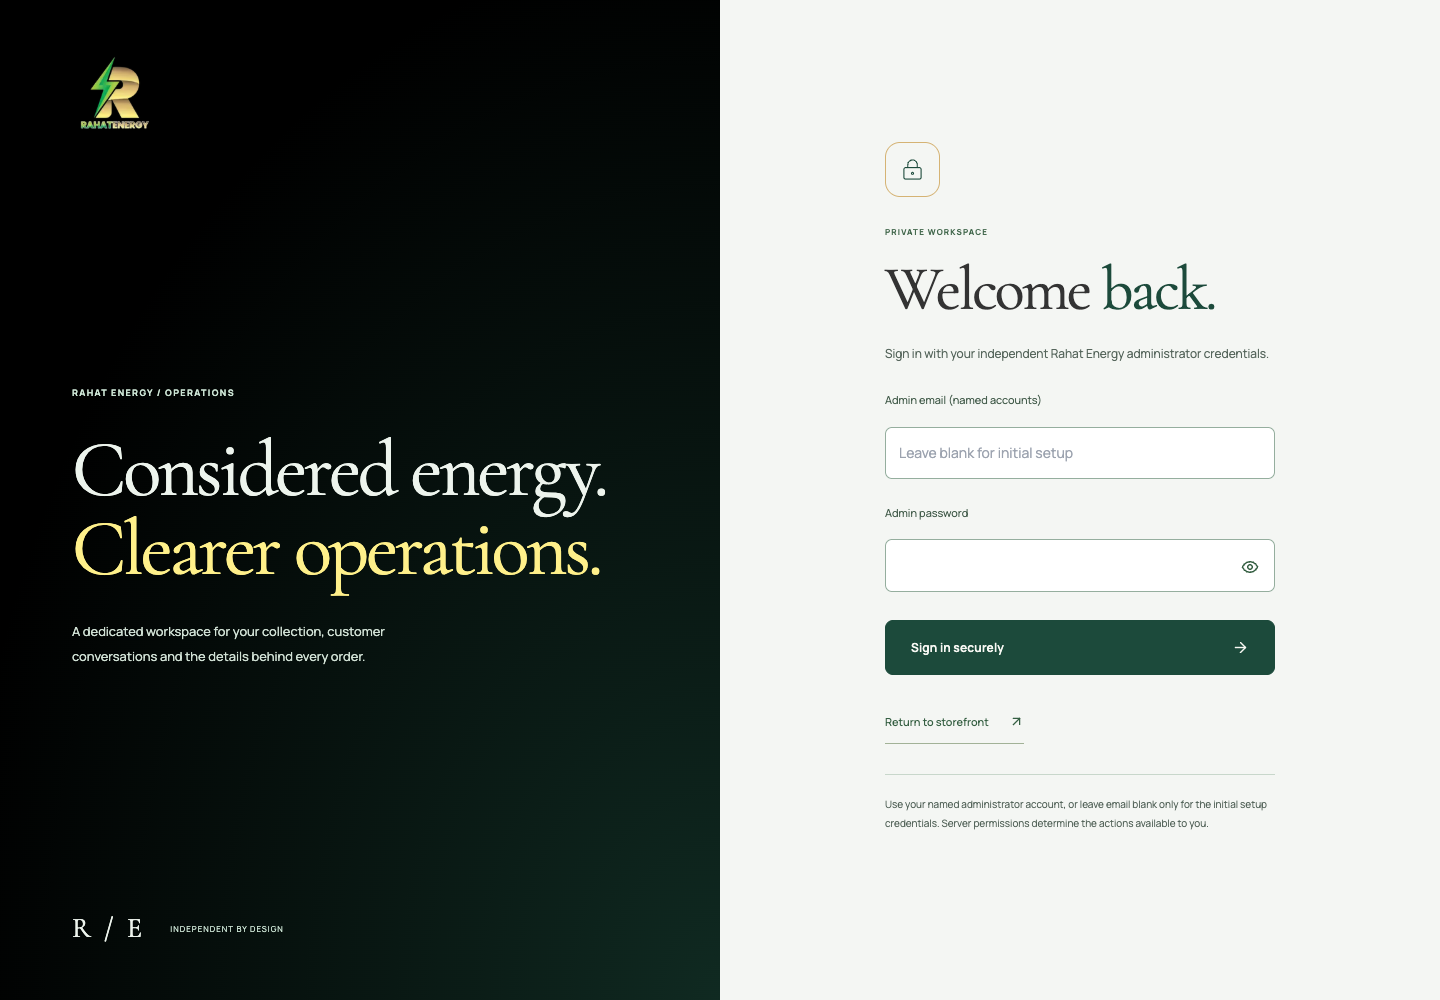 RAHATENERGY
RAHAT ENERGY / OPERATIONS
Considered energy.
Clearer operations.
A dedicated workspace for your collection, customer
conversations and the details behind every order.
R / E
INDEPENDENT BY DESIGN
PRIVATE WORKSPACE
Welcome back.
Sign in with your independent Rahat Energy administrator credentials.
Admin email (named accounts)
Leave blank for initial setup
Admin password
Sign in securely
Return to storefront
Use your named administrator account, or leave email blank only for the initial setup
credentials. Server permissions determine the actions available to you.